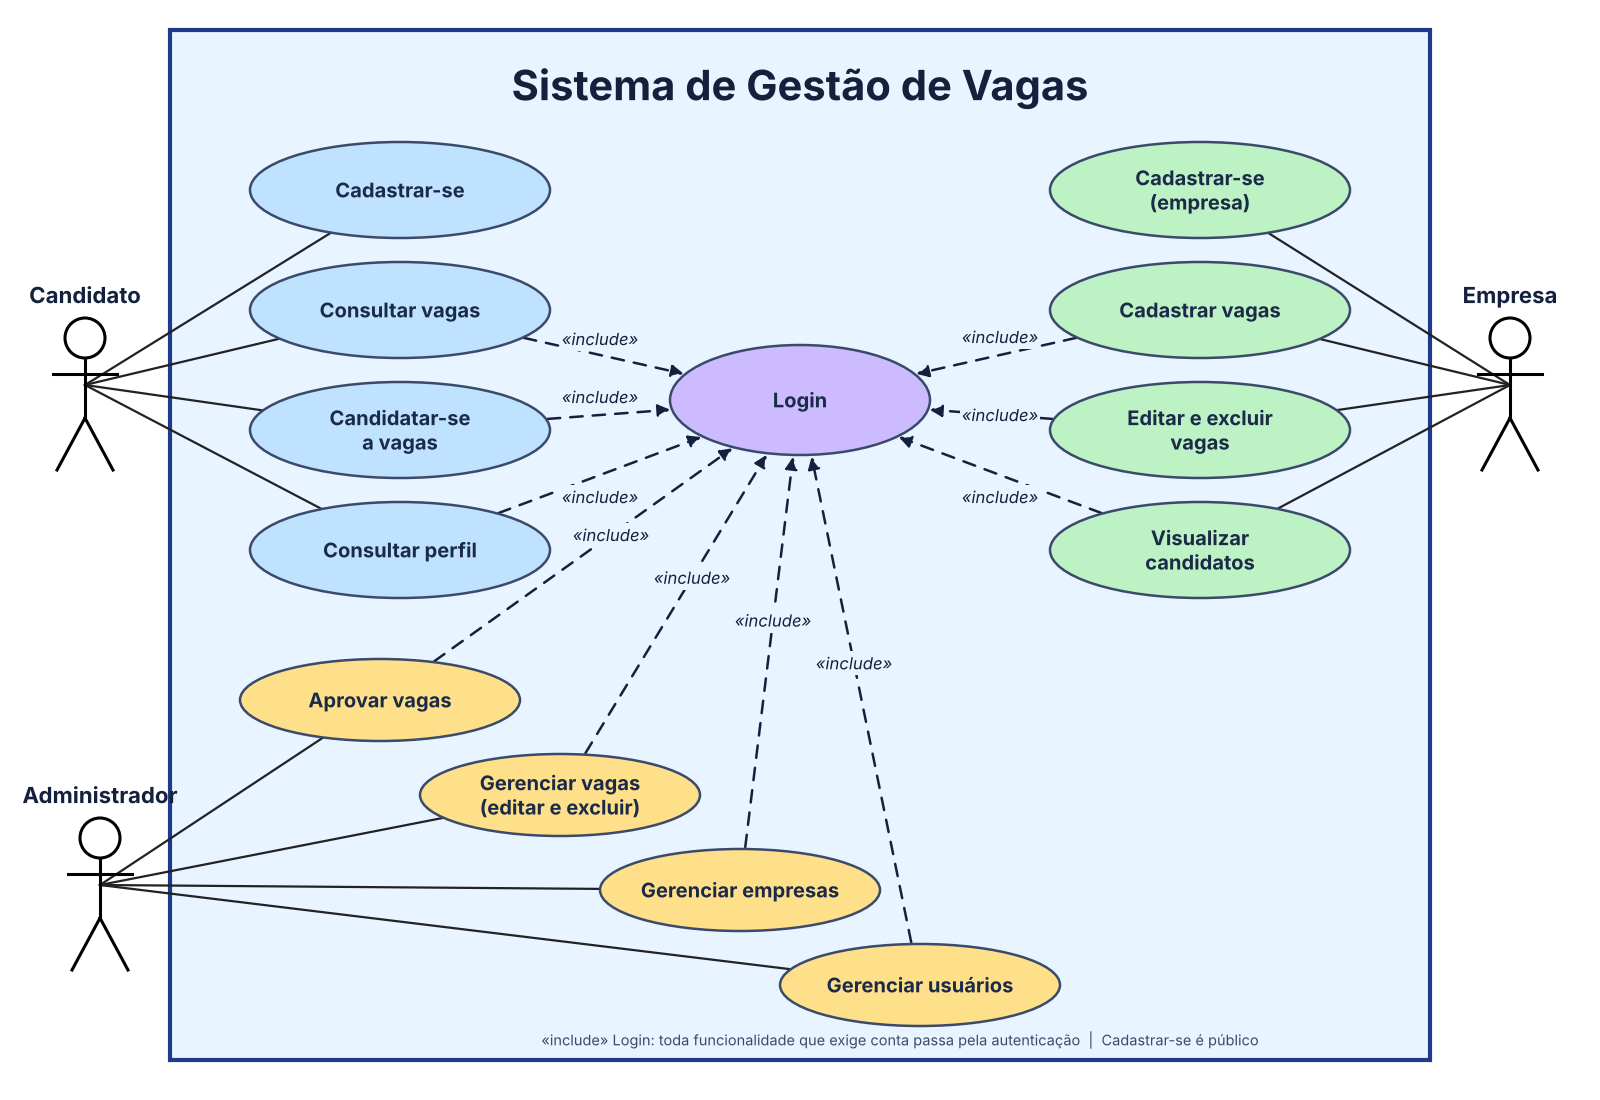 Sistema de Gestão de Vagas
Cadastrar-se
Cadastrar-se
(empresa)
Candidato
Empresa
Consultar vagas
Cadastrar vagas
«include»
«include»
Login
Candidatar-se
a vagas
«include»
«include»
Editar e excluir
vagas
Consultar perfil
«include»
«include»
Visualizar
candidatos
«include»
«include»
«include»
«include»
Aprovar vagas
Administrador
Gerenciar vagas
(editar e excluir)
Gerenciar empresas
Gerenciar usuários
«include» Login: toda funcionalidade que exige conta passa pela autenticação | Cadastrar-se é público